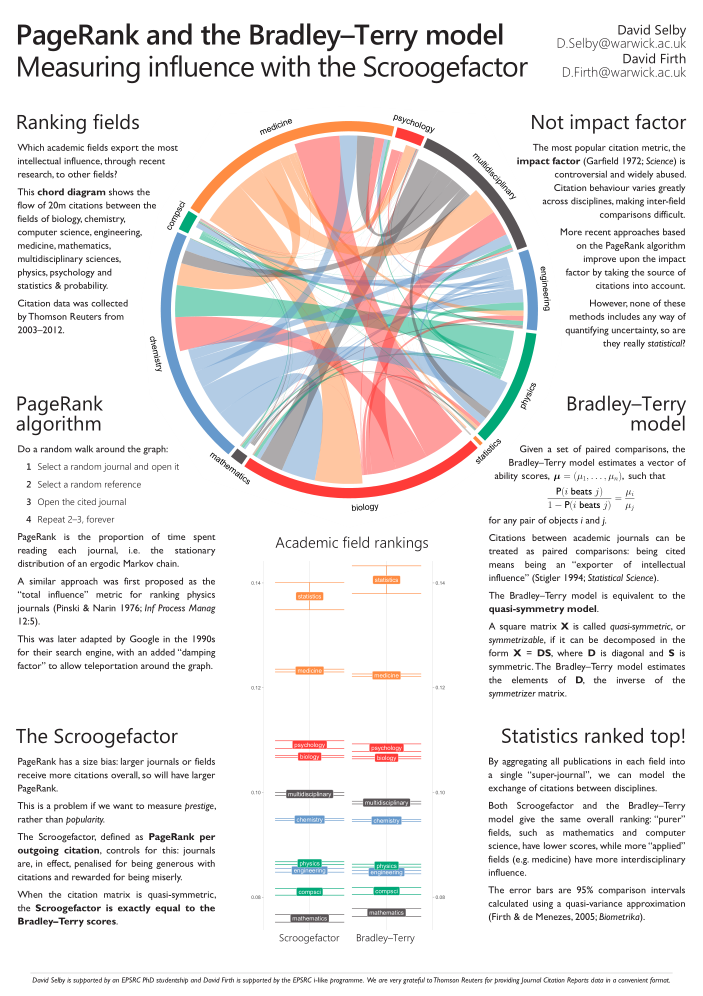 PageRank and the Bradley–Terry model
Measuring influence with the Scroogefactor
David Selby
D.Selby@warwick.ac.uk
David Firth
D.Firth@warwick.ac.uk
Ranking fields
Which academic fields export the most
intellectual influence, through recent
research, to other fields?
This chord diagram shows the
flow of 20m citations between the
fields of biology, chemistry,
computer science, engineering,
medicine, mathematics,
multidisciplinary sciences,
physics, psychology and
statistics & probability.
Citation data was collected
by Thomson Reuters from
2003–2012.
medicine
psychology
multidisciplinary
engineering
physics
statistics
biology
mathematics
chemistry
compsci
Not impact factor
The most popular citation metric, the
impact factor (Garfield 1972; Science) is
controversial and widely abused.
Citation behaviour varies greatly
across disciplines, making inter-field
comparisons difficult.
More recent approaches based
on the PageRank algorithm
improve upon the impact
factor by taking the source of
citations into account.
However, none of these
methods includes any way of
quantifying uncertainty, so are
they really statistical?
PageRank
algorithm
Do a random walk around the graph:
1 Select a random journal and open it
2 Select a random reference
3 Open the cited journal
4 Repeat 2–3, forever
PageRank is the proportion of time spent
reading each journal, i.e. the stationary
distribution of an ergodic Markov chain.
A similar approach was first proposed as the
"total influence" metric for ranking physics
journals (Pinski & Narin 1976; Inf Process Manag
12:5).
This was later adapted by Google in the 1990s
for their search engine, with an added "damping
factor" to allow teleportation around the graph.
Bradley–Terry
model
Given a set of paired comparisons, the
Bradley–Terry model estimates a vector of
ability scores, μ = (μ1, . . . , μn), such that
P(i beats j) / 1 − P(i beats j) = μi / μj
for any pair of objects i and j.
Citations between academic journals can be
treated as paired comparisons: being cited
means being an "exporter of intellectual
influence" (Stigler 1994; Statistical Science).
The Bradley–Terry model is equivalent to the
quasi-symmetry model.
A square matrix X is called quasi-symmetric, or
symmetrizable, if it can be decomposed in the
form X = DS, where D is diagonal and S is
symmetric. The Bradley–Terry model estimates
the elements of D, the inverse of the
symmetrizer matrix.
The Scroogefactor
PageRank has a size bias: larger journals or fields
receive more citations overall, so will have larger
PageRank.
This is a problem if we want to measure prestige,
rather than popularity.
The Scroogefactor, defined as PageRank per
outgoing citation, controls for this: journals
are, in effect, penalised for being generous with
citations and rewarded for being miserly.
When the citation matrix is quasi-symmetric,
the Scroogefactor is exactly equal to the
Bradley–Terry scores.
Academic field rankings
0.14
0.12
0.10
0.08
statistics
medicine
psychology
biology
multidisciplinary
chemistry
physics
engineering
compsci
mathematics
statistics
medicine
psychology
biology
multidisciplinary
chemistry
physics
engineering
compsci
mathematics
0.14
0.12
0.10
0.08
Scroogefactor
Bradley–Terry
Statistics ranked top!
By aggregating all publications in each field into
a single "super-journal", we can model the
exchange of citations between disciplines.
Both Scroogefactor and the Bradley–Terry
model give the same overall ranking: "purer"
fields, such as mathematics and computer
science, have lower scores, while more "applied"
fields (e.g. medicine) have more interdisciplinary
influence.
The error bars are 95% comparison intervals
calculated using a quasi-variance approximation
(Firth & de Menezes, 2005; Biometrika).
David Selby is supported by an EPSRC PhD studentship and David Firth is supported by the EPSRC i-like programme. We are very grateful to Thomson Reuters for providing Journal Citation Reports data in a convenient format.